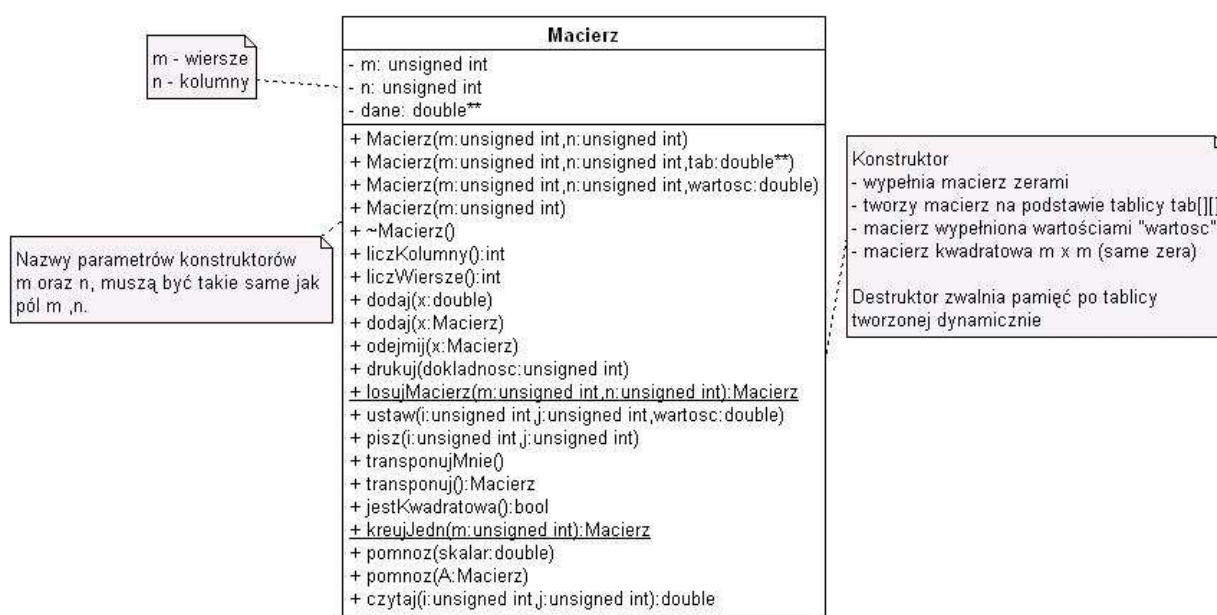 m - wiersze
n - kolumny
Macierz
- m: unsigned int
- n: unsigned int
- dane: double**
+ Macierz(m:unsigned int,n:unsigned int)
+ Macierz(m:unsigned int,n:unsigned int,tab:double**)
+ Macierz(m:unsigned int,n:unsigned int,wartosc:double)
+ Macierz(m:unsigned int)
+ ~Macierz()
+ liczKolumny():int
+ liczWiersze():int
+ dodaj(x:double)
+ dodaj(x:Macierz)
+ odejmij(x:Macierz)
+ drukuj(dokladnosc:unsigned int)
+ losujMacierz(m:unsigned int,n:unsigned int):Macierz
+ ustaw(i:unsigned int,j:unsigned int,wartosc:double)
+ pisz(i:unsigned int,j:unsigned int)
+ transponujMnie()
+ transponuj():Macierz
+ jestKwadratowa():bool
+ kreujJedn(m:unsigned int):Macierz
+ pomnoz(skalar:double)
+ pomnoz(A:Macierz)
+ czytaj(i:unsigned int,j:unsigned int):double
Nazwy parametrów konstruktorów
m oraz n, muszą być takie same jak
pól m ,n.
Konstruktor
- wypełnia macierz zerami
- tworzy macierz na podstawie tablicy tab[][]
- macierz wypełniona wartościami "wartosc"
- macierz kwadratowa m x m (same zera)
Destruktor zwalnia pamięć po tablicy
tworzonej dynamicznie